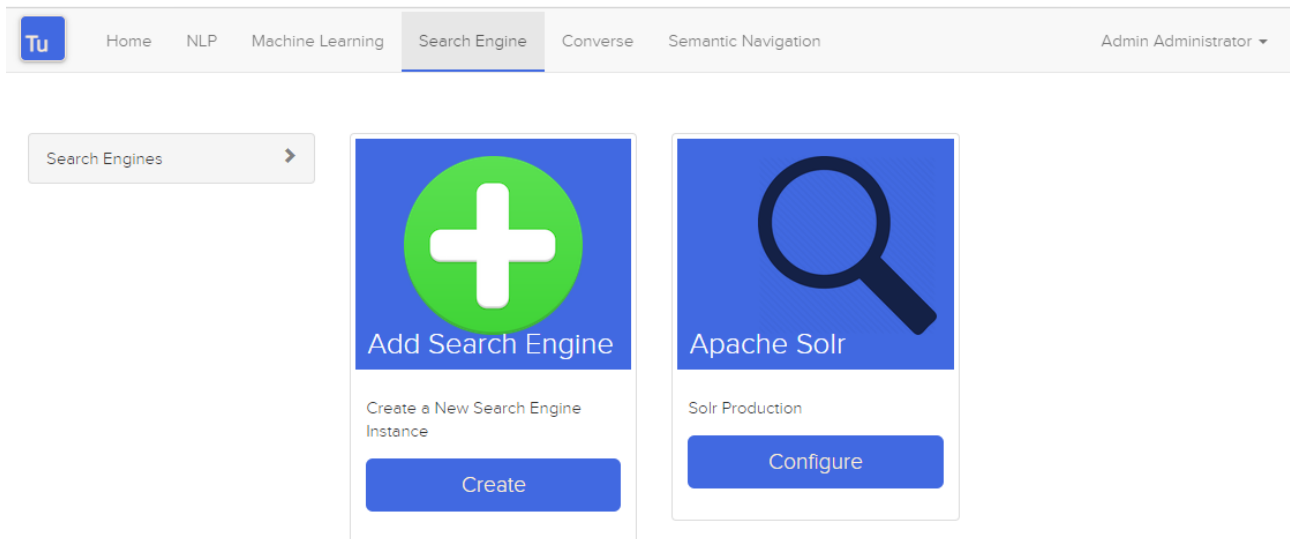 Tu Home NLP Machine Learning Search Engine Converse Semantic Navigation Admin Administrator
Search Engines
Add Search Engine
Create a New Search Engine
Instance
Create
Apache Solr
Solr Production
Configure